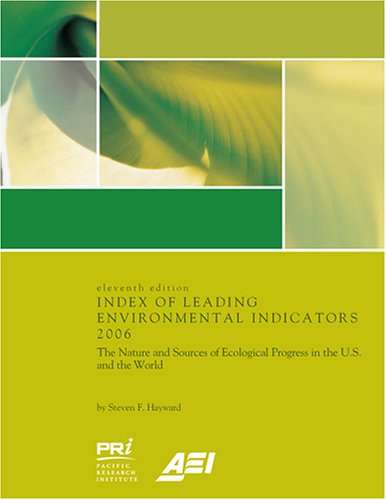 eleventh edition
INDEX OF LEADING
ENVIRONMENTAL INDICATORS
2006
The Nature and Sources of Ecological Progress in the U.S.
and the World
by Steven F. Hayward
PRi
PACIFIC
RESEARCH
INSTITUTE
AEI